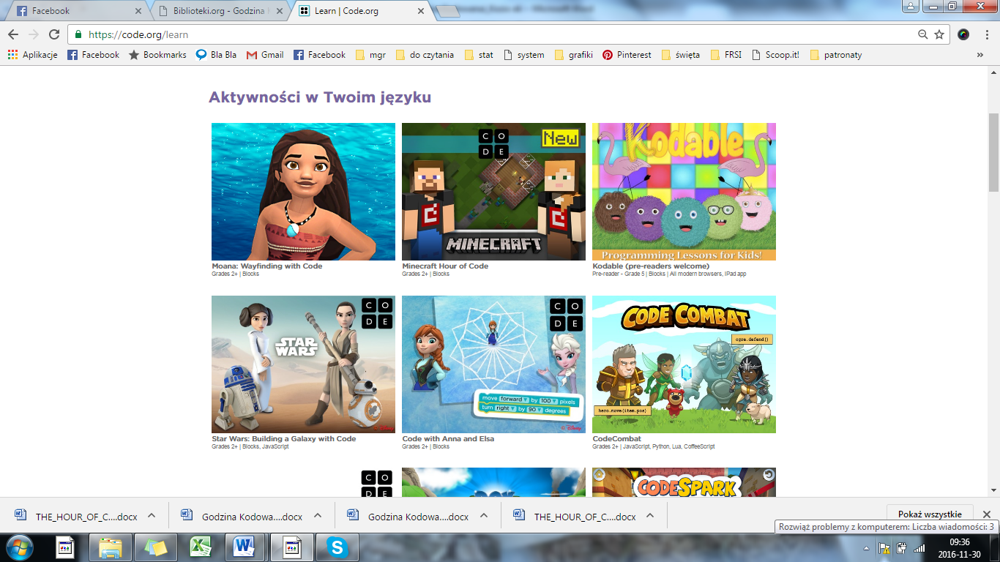 Facebook
Biblioteki.org - Godzina K
Learn | Code.org
https://code.org/learn
Aplikacje
Facebook
Bookmarks
Bla Bla
Gmail
Facebook
mgr
do czytania
stat
system
grafiki
Pinterest
święta
FRSI
Scoop.it!
patronaty
»
Aktywności w Twoim języku
C O
D E
New
MINECRAFT
Kodable
Programming Lessons for Kids!
Moana: Wayfinding with Code
Grades 2+ | Blocks
Minecraft Hour of Code
Grades 2+ | Blocks
Kodable (pre-readers welcome)
Pre-reader - Grade 5 | Blocks | All modern browsers, iPad app
C O
D E
STAR
WARS
Disney
C O
D E
move forward by 100 pixels
turn right by 90 degrees
Disney
CODE COMBAT
ogre.defend()
hero.move(item.pos)
Star Wars: Building a Galaxy with Code
Grades 2+ | Blocks, JavaScript
Code with Anna and Elsa
Grades 2+ | Blocks
CodeCombat
Grades 2+ | JavaScript, Python, Lua, CoffeeScript
C O
D E
CODESPARK
THE_HOUR_OF_C....docx
Godzina Kodowa....docx
Godzina Kodowa....docx
THE_HOUR_OF_C....docx
Pokaż wszystkie
Rozwiąż problemy z komputerem: Liczba wiadomości: 3
09:36
2016-11-30